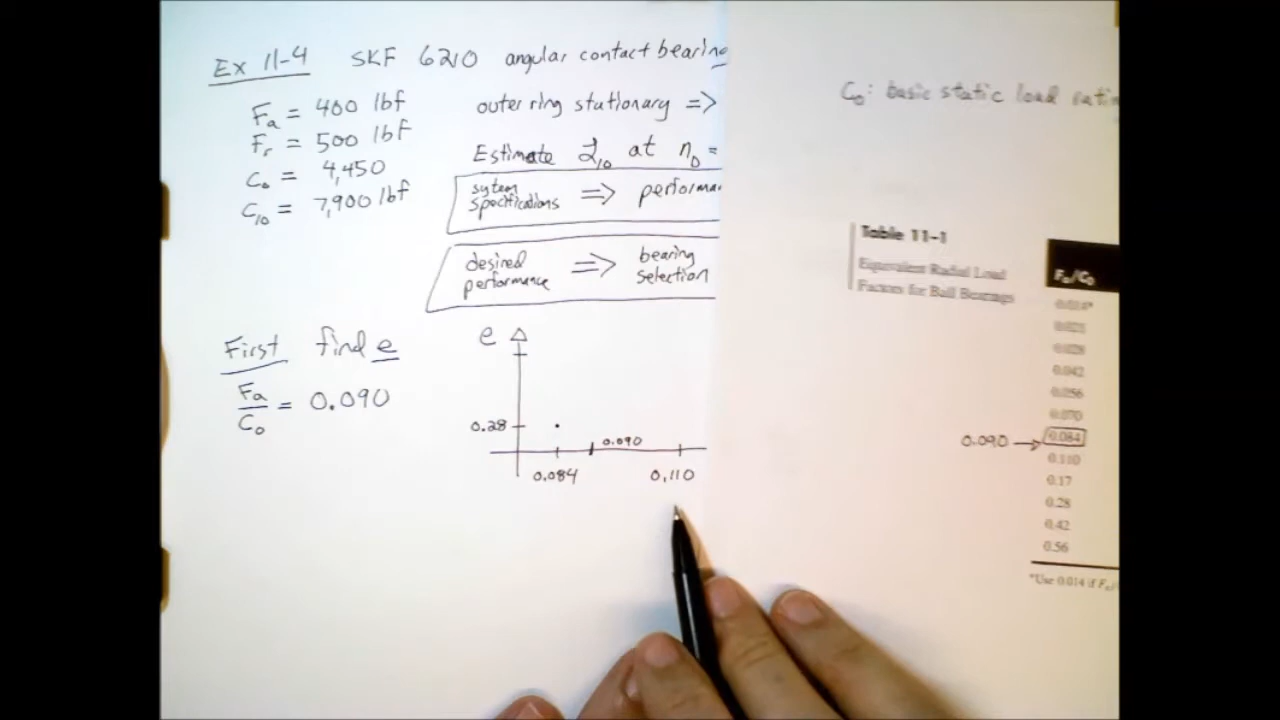 Ex 11-4 SKF 6210 angular contact bearing
Fa = 400 lbf
Fr = 500 lbf
C0 = 4,450
C10 = 7,900 lbf
outer ring stationary =>
Estimate L10 at nD =
sytem specifications => performan
desired performance => bearing selection
First find e
Fa/C0 = 0.090
e
0.28
0.090
0.084 0.110
C0: basic static load ratin
Table 11-1
Equivalent Radial Load
Factors for Ball Bearings
Fa/C0
0.014*
0.021
0.028
0.042
0.056
0.070
0.090 → 0.084
0.110
0.17
0.28
0.42
0.56
*Use 0.014 if Fa/